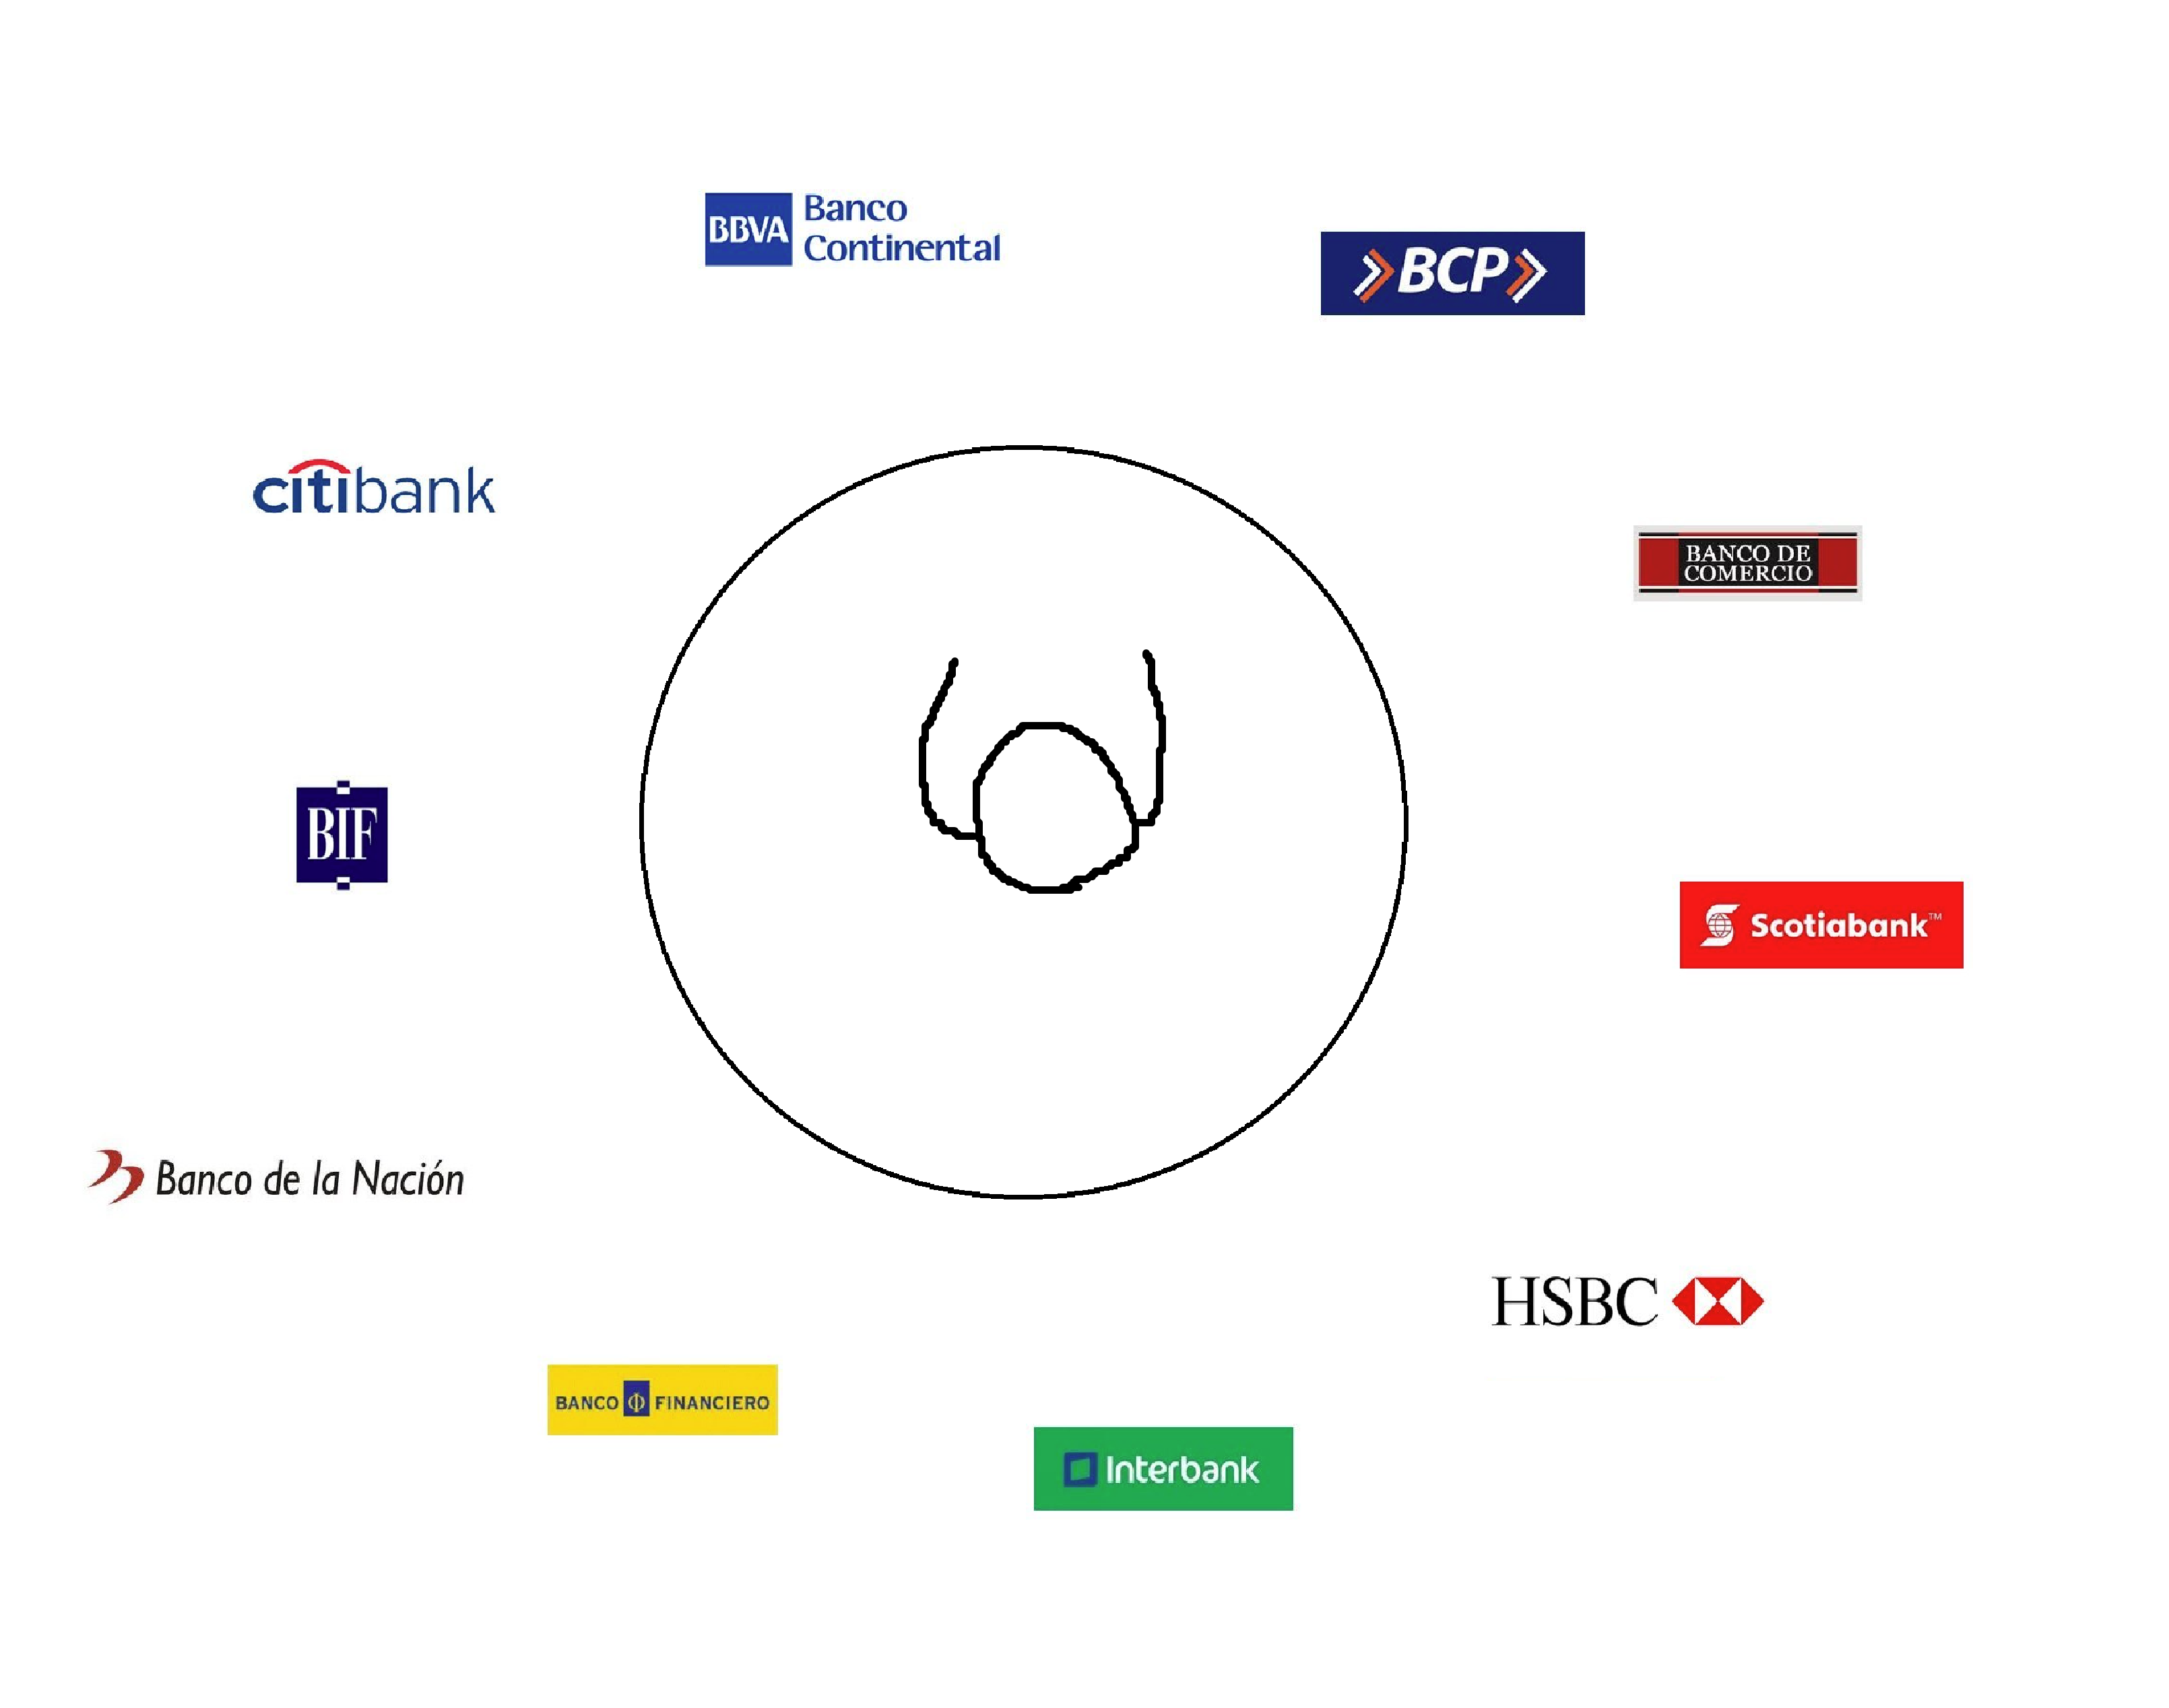 BBVA Banco
Continental
BCP
citibank
BANCO DE
COMERCIO
BIF
Scotiabank™
Banco de la Nación
HSBC
BANCO FINANCIERO
Interbank